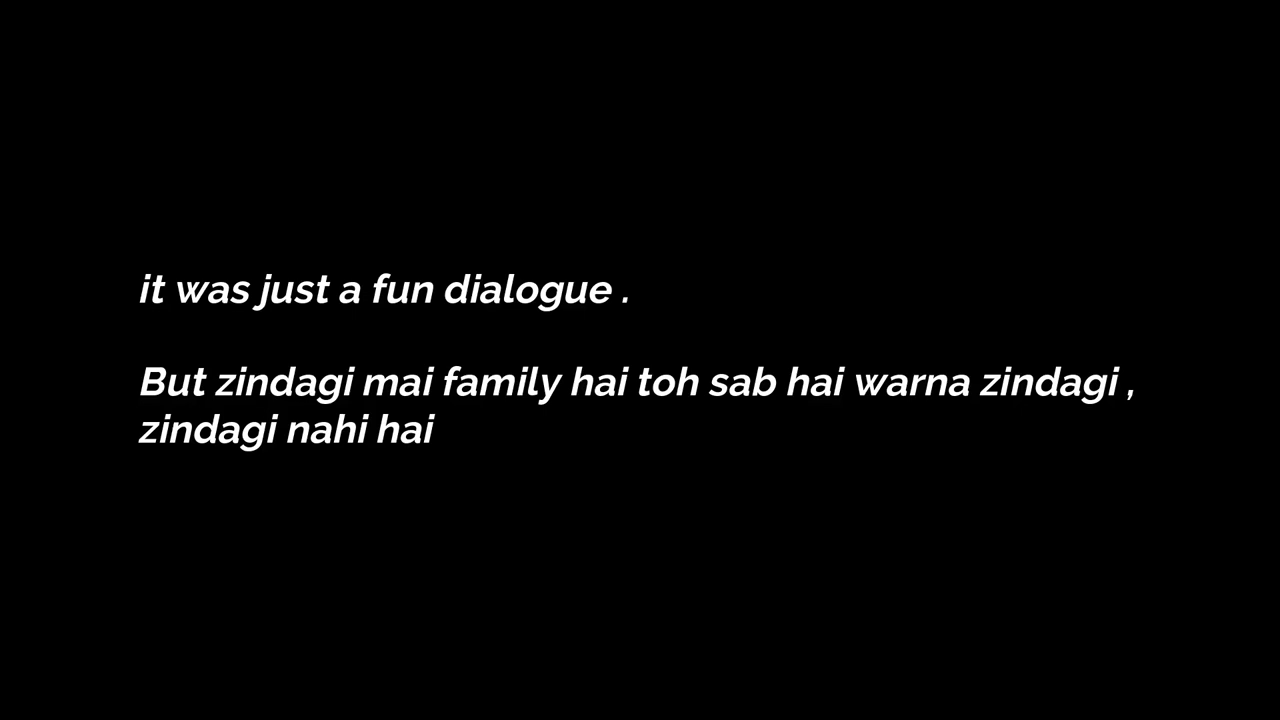 it was just a fun dialogue .
But zindagi mai family hai toh sab hai warna zindagi ,
zindagi nahi hai